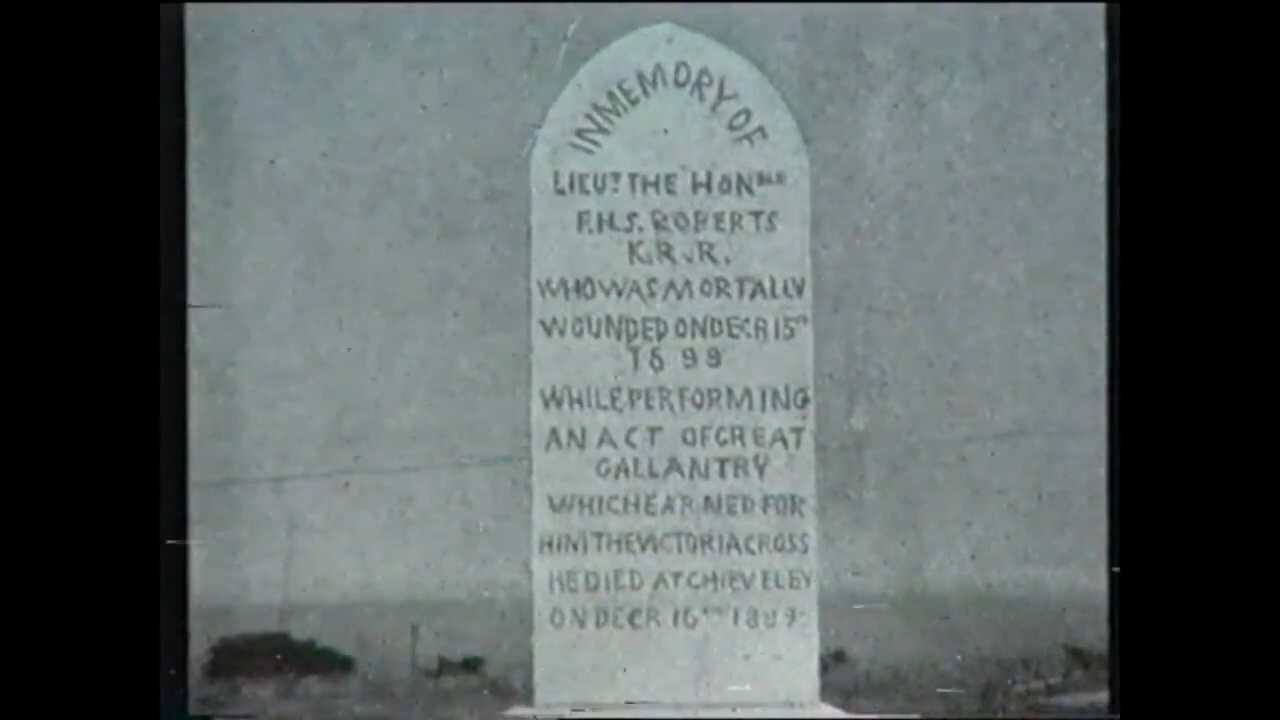 IN MEMORY OF
LIEUT THE HONBLE
F.H.S. ROBERTS
K.R.R.
WHO WAS MORTALLY
WOUNDED ON DECR 15TH
1899
WHILE PERFORMING
AN ACT OF GREAT
GALLANTRY
WHICH EARNED FOR
HIM THE VICTORIA CROSS
HE DIED AT CHIEVELEY
ON DECR 16TH 1899